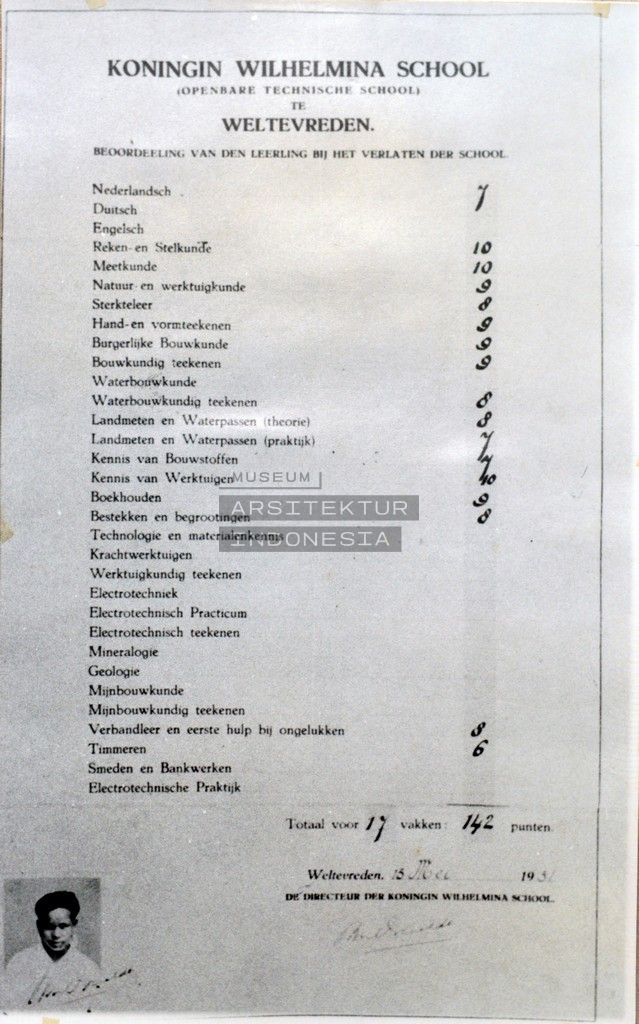 KONINGIN WILHELMINA SCHOOL
(OPENBARE TECHNISCHE SCHOOL)
TE
WELTEVREDEN.
BEOORDEELING VAN DEN LEERLING BIJ HET VERLATEN DER SCHOOL.
Nederlandsch 7
Duitsch
Engelsch
Reken- en Stelkunde 10
Meetkunde 10
Natuur- en werktuigkunde 9
Sterkteleer 8
Hand- en vormteekenen 9
Burgerlijke Bouwkunde 9
Bouwkundig teekenen 9
Waterbouwkunde
Waterbouwkundig teekenen 8
Landmeten en Waterpassen (theorie) 8
Landmeten en Waterpassen (praktijk) 7
Kennis van Bouwstoffen 7
Kennis van Werktuigen 10
MUSEUM
Boekhouden 9
ARSITEKTUR
Bestekken en begrootingen 8
Technologie en materialenkennis
INDONESIA
Krachtwerktuigen
Werktuigkundig teekenen
Electrotechniek
Electrotechnisch Practicum
Electrotechnisch teekenen
Mineralogie
Geologie
Mijnbouwkunde
Mijnbouwkundig teekenen
Verbandleer en eerste hulp bij ongelukken 8
Timmeren 6
Smeden en Bankwerken
Electrotechnische Praktijk
Totaal voor 17 vakken: 142 punten.
Weltevreden, 13 Mei 1931
DE DIRECTEUR DER KONINGIN WILHELMINA SCHOOL.